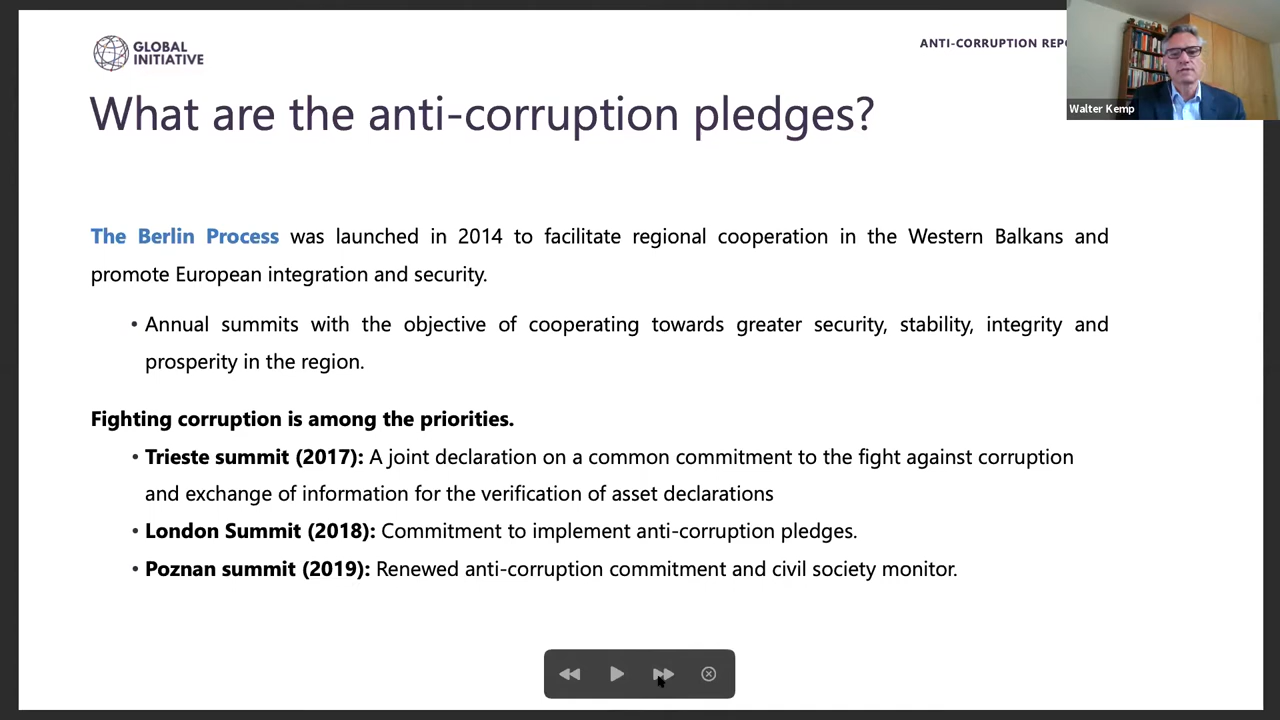 GLOBAL
INITIATIVE
ANTI-CORRUPTION
Walter Kemp
What are the anti-corruption pledges?
The Berlin Process was launched in 2014 to facilitate regional cooperation in the Western Balkans and
promote European integration and security.
• Annual summits with the objective of cooperating towards greater security, stability, integrity and
prosperity in the region.
Fighting corruption is among the priorities.
• Trieste summit (2017): A joint declaration on a common commitment to the fight against corruption
and exchange of information for the verification of asset declarations
• London Summit (2018): Commitment to implement anti-corruption pledges.
• Poznan summit (2019): Renewed anti-corruption commitment and civil society monitor.